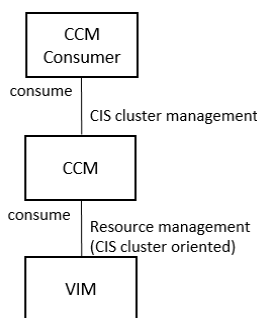 CCM
Consumer
consume
CIS cluster management
CCM
consume
Resource management
(CIS cluster oriented)
VIM